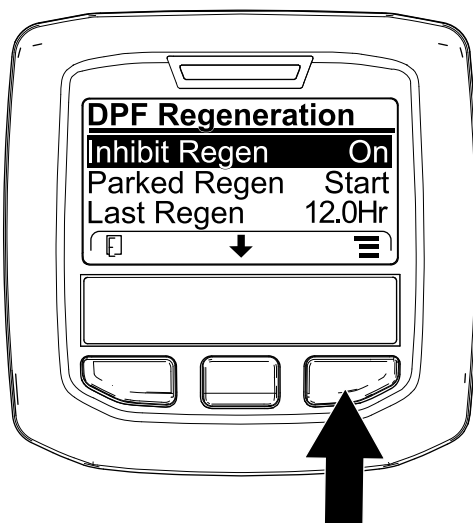 DPF Regeneration
Inhibit Regen On
Parked Regen Start
Last Regen 12.0Hr